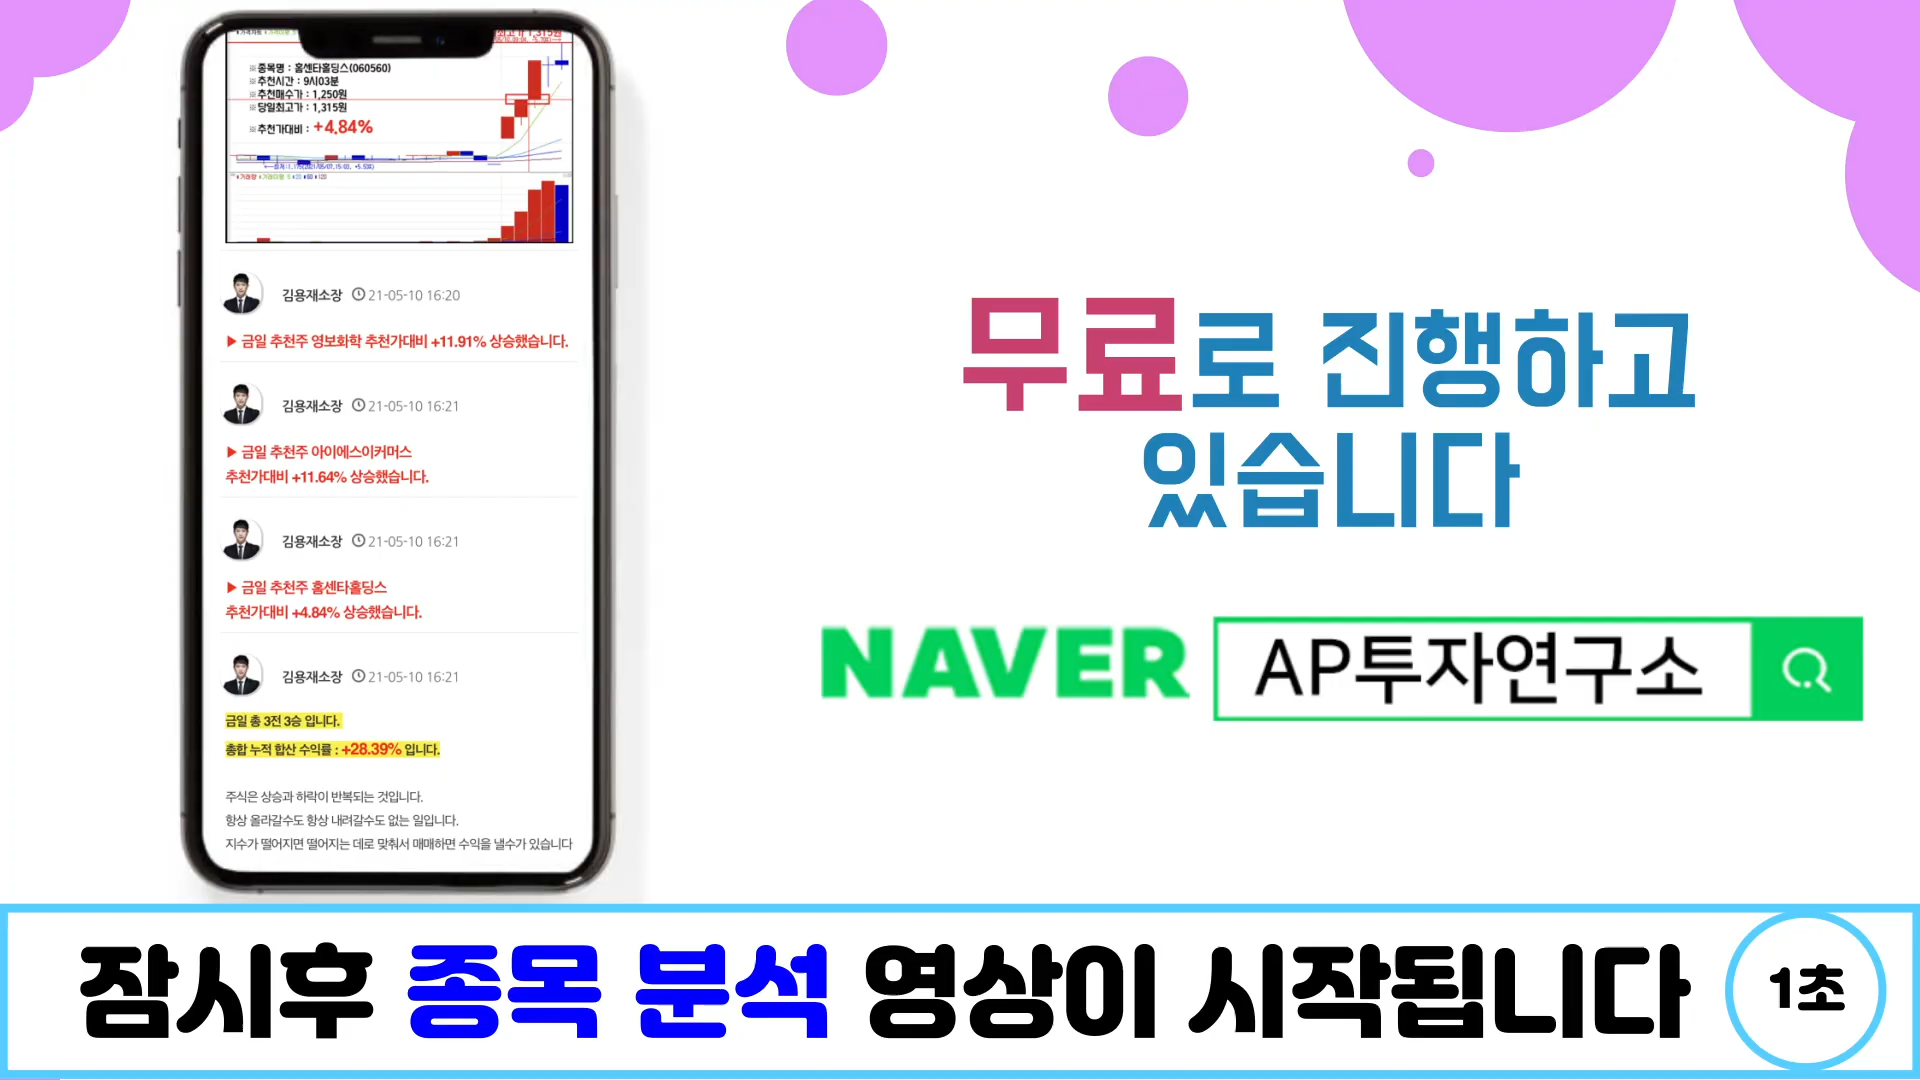 ※종목명 : 홈센타홀딩스(060560)
※추천시간 : 9시03분
※추천매수가 : 1,250원
※당일최고가 : 1,315원
※추천가대비 : +4.84%
김용재소장 21-05-10 16:20
▶ 금일 추천주 영보화학 추천가대비 +11.91% 상승했습니다.
김용재소장 21-05-10 16:21
▶ 금일 추천주 아이에스이커머스
추천가대비 +11.64% 상승했습니다.
김용재소장 21-05-10 16:21
▶ 금일 추천주 홈센타홀딩스
추천가대비 +4.84% 상승했습니다.
김용재소장 21-05-10 16:21
금일 총 3전 3승 입니다.
총합 누적 합산 수익률 : +28.39% 입니다.
주식은 상승과 하락이 반복되는 것입니다.
항상 올라갈수도 항상 내려갈수도 없는 일입니다.
지수가 떨어지면 떨어지는 데로 맞춰서 매매하면 수익을 낼수가 있습니다
무료로 진행하고
있습니다
NAVER AP투자연구소
잠시후 종목 분석 영상이 시작됩니다 1초